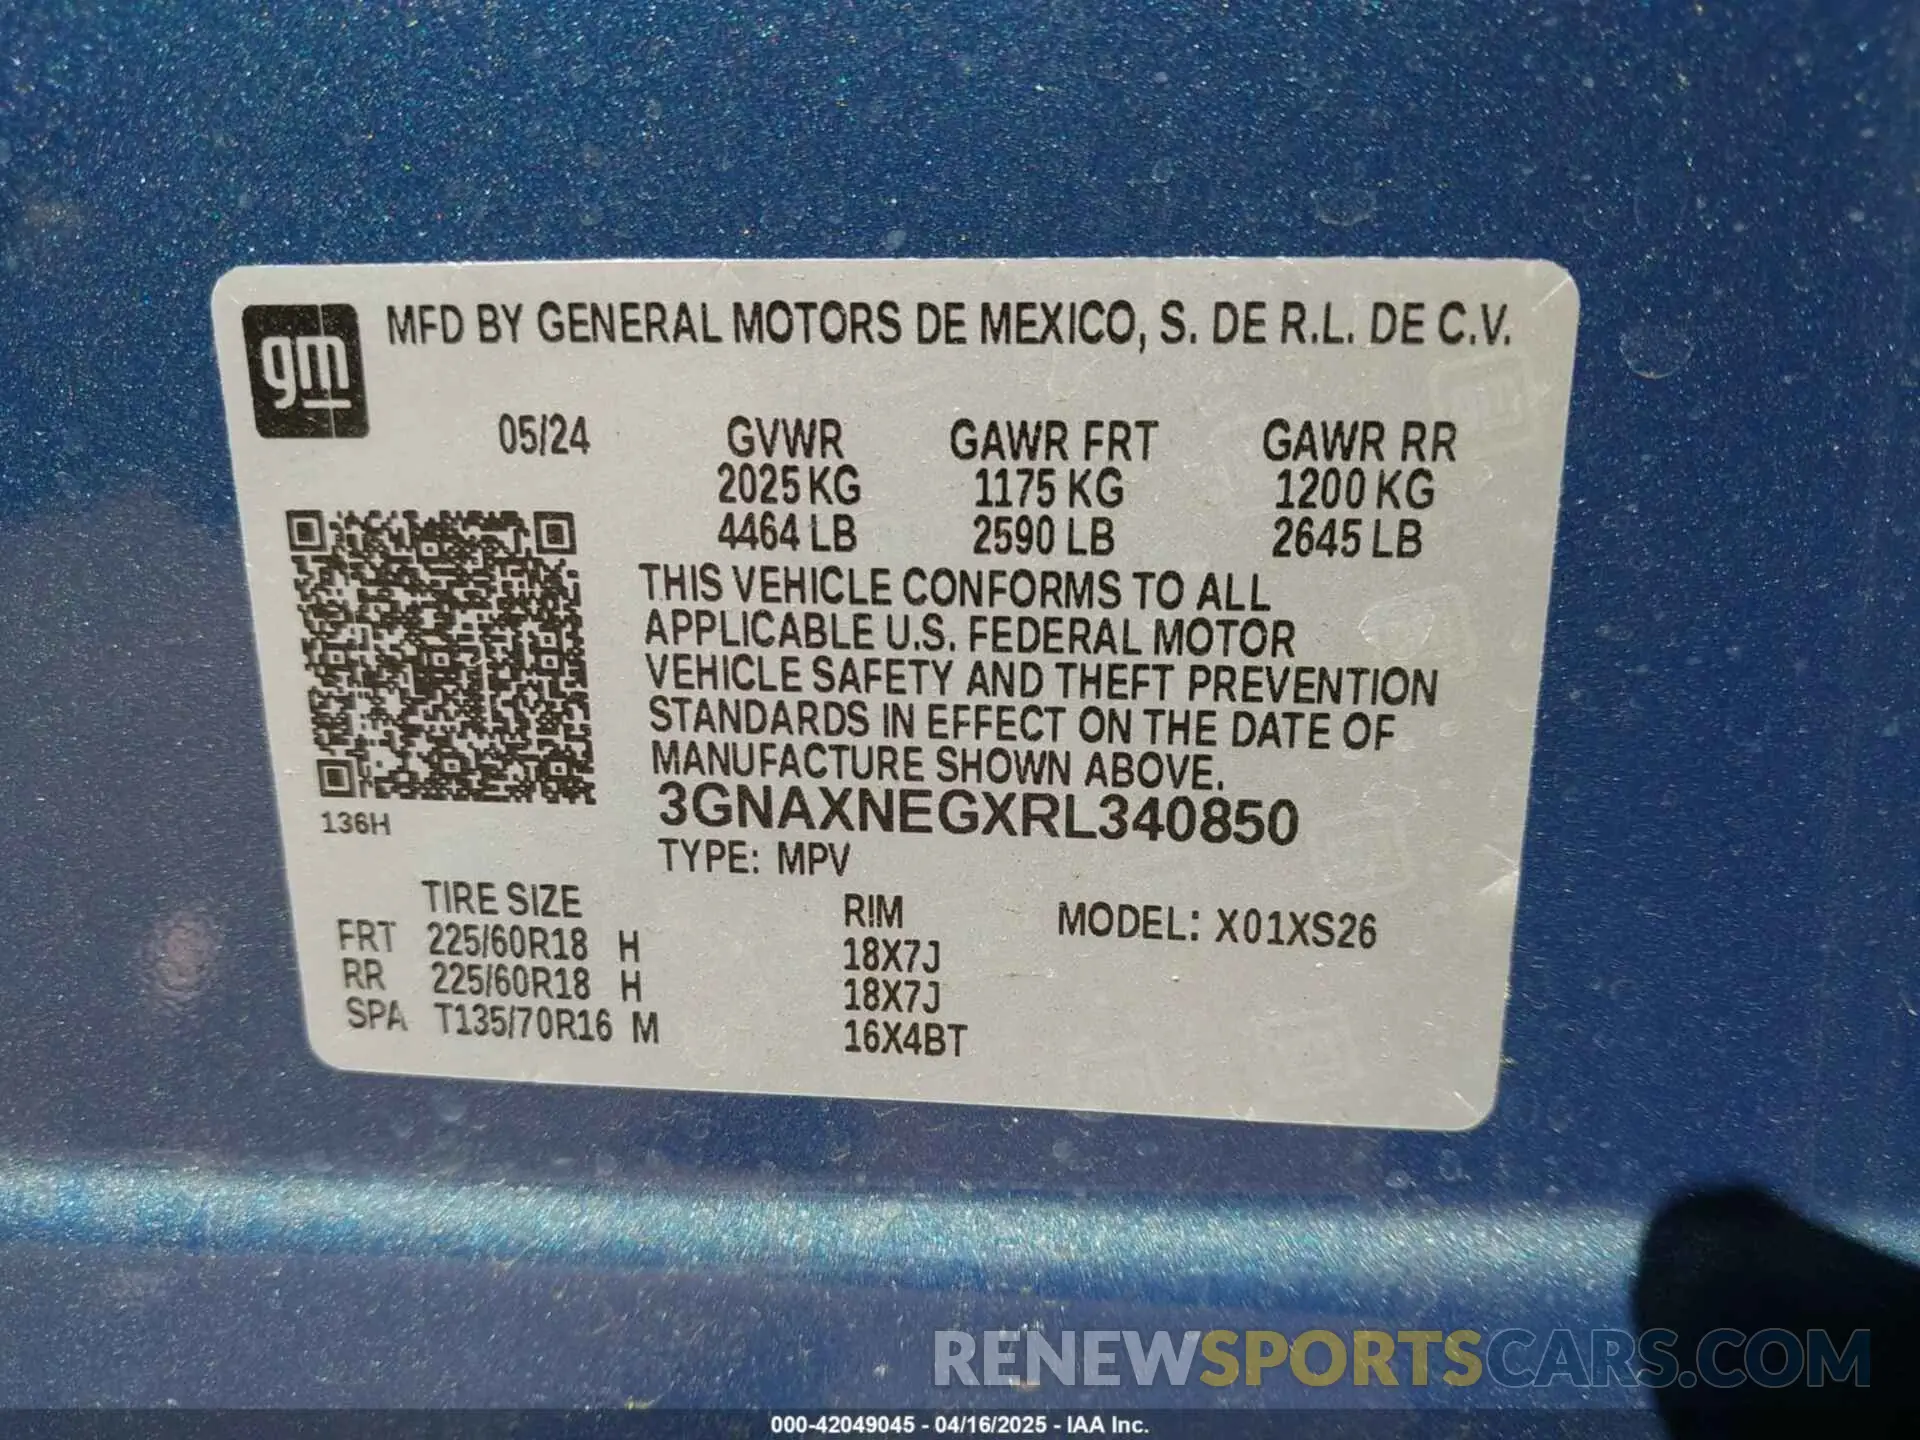 gm
MFD BY GENERAL MOTORS DE MEXICO, S. DE R.L. DE C.V.
05/24
GVWR GAWR FRT GAWR RR
2025 KG 1175 KG 1200 KG
4464 LB 2590 LB 2645 LB
THIS VEHICLE CONFORMS TO ALL
APPLICABLE U.S. FEDERAL MOTOR
VEHICLE SAFETY AND THEFT PREVENTION
STANDARDS IN EFFECT ON THE DATE OF
MANUFACTURE SHOWN ABOVE.
3GNAXNEGXRL340850
136H
TYPE: MPV
TIRE SIZE RIM MODEL: X01XS26
FRT 225/60R18 H 18X7J
RR 225/60R18 H 18X7J
SPA T135/70R16 M 16X4BT
RENEWSPORTSCARS.COM
000-42049045 - 04/16/2025 - IAA Inc.